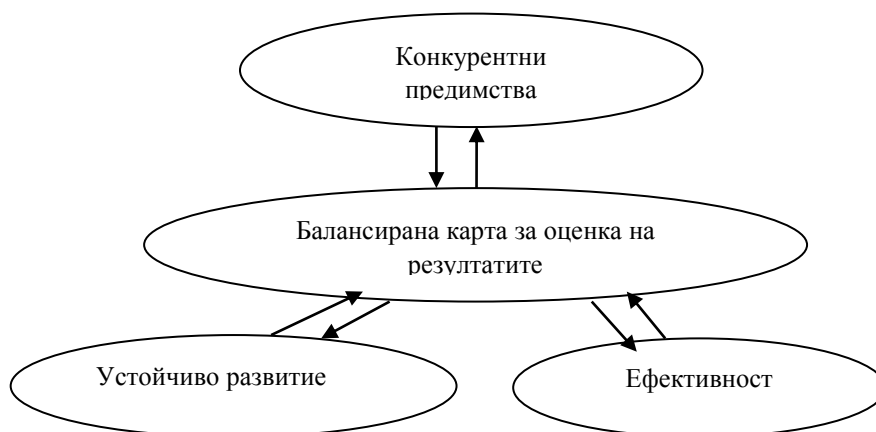 Конкурентни
предимства
Балансирана карта за оценка на
резултатите
Устойчиво развитие
Ефективност